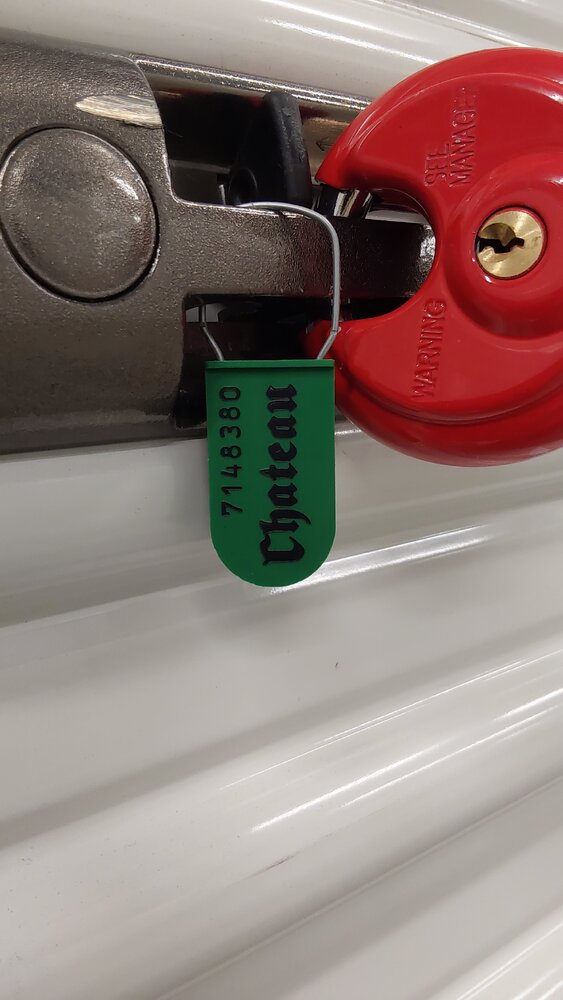 SEE
MANAGER
WARNING
7148380
Chateau